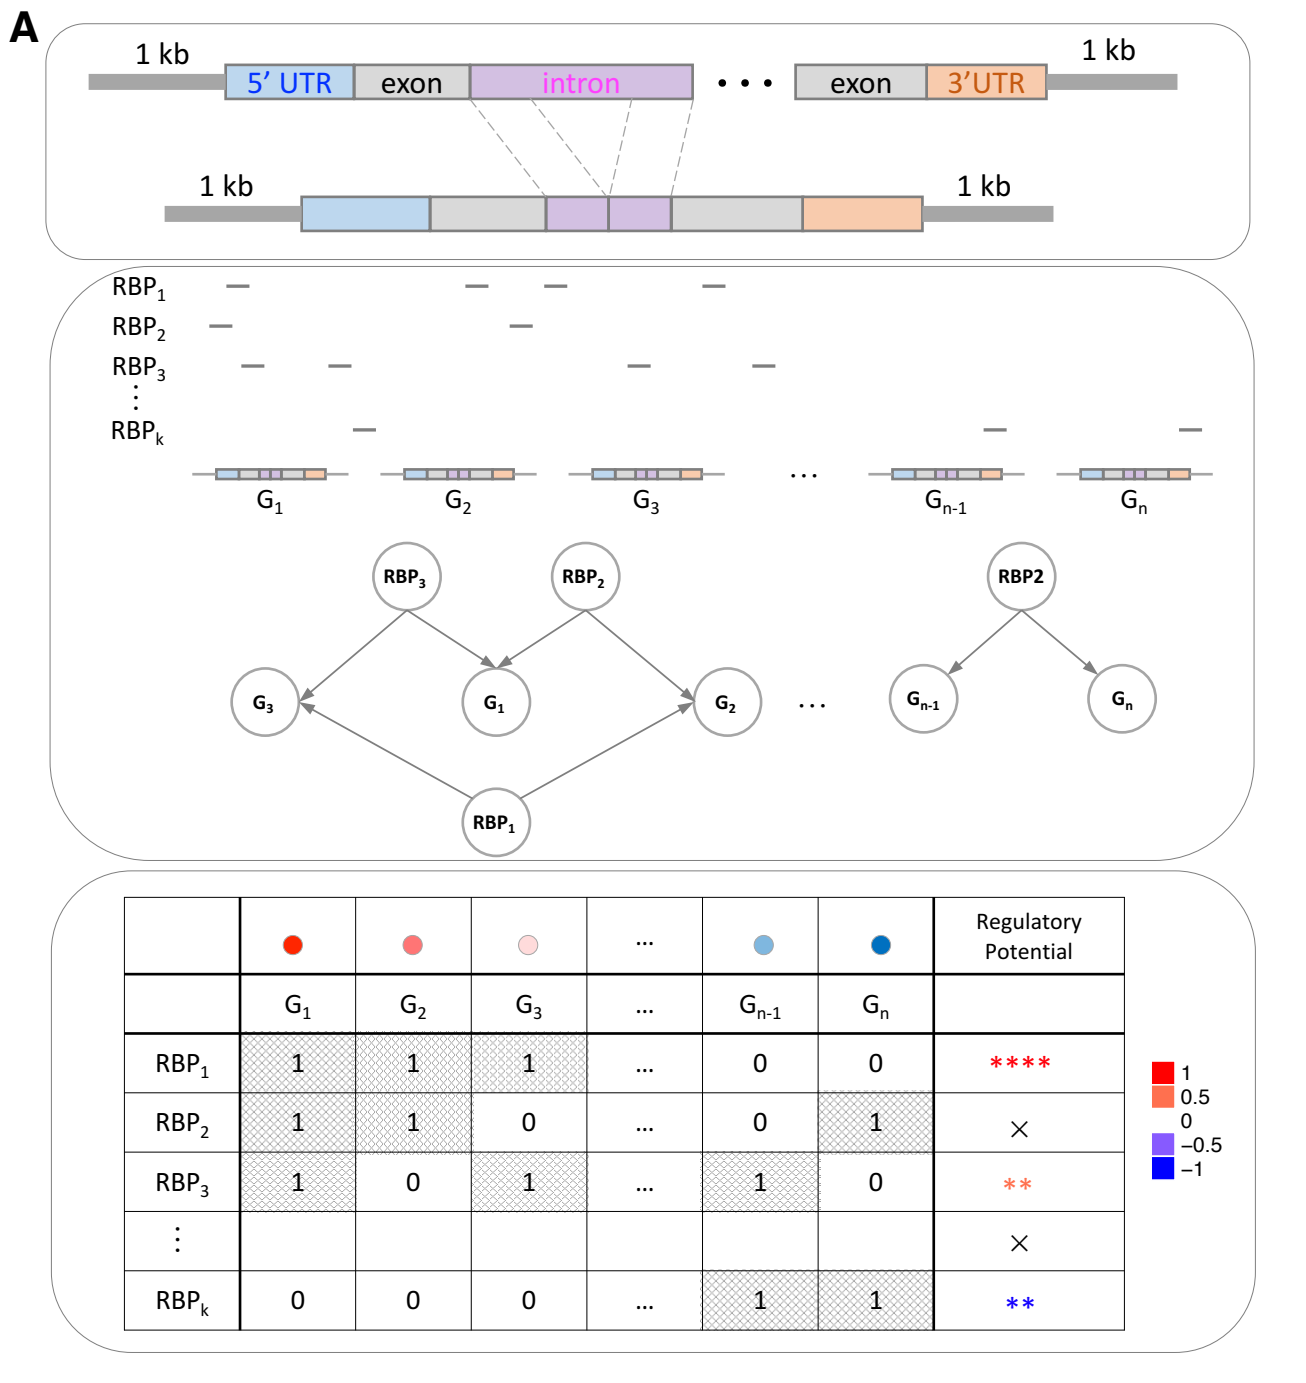 A
1 kb 5’ UTR exon intron ... exon 3’UTR 1 kb
1 kb 1 kb
RBP1
RBP2
RBP3
⋮
RBPk
G1 G2 G3 ... Gn-1 Gn
RBP3 RBP2 RBP2
G3 G1 G2 ... Gn-1 Gn
RBP1
... Regulatory
Potential
G1 G2 G3 ... Gn-1 Gn
RBP1 1 1 1 ... 0 0 ****
RBP2 1 1 0 ... 0 1 ×
RBP3 1 0 1 ... 1 0 **
⋮ ×
RBPk 0 0 0 ... 1 1 **
1
0.5
0
−0.5
−1